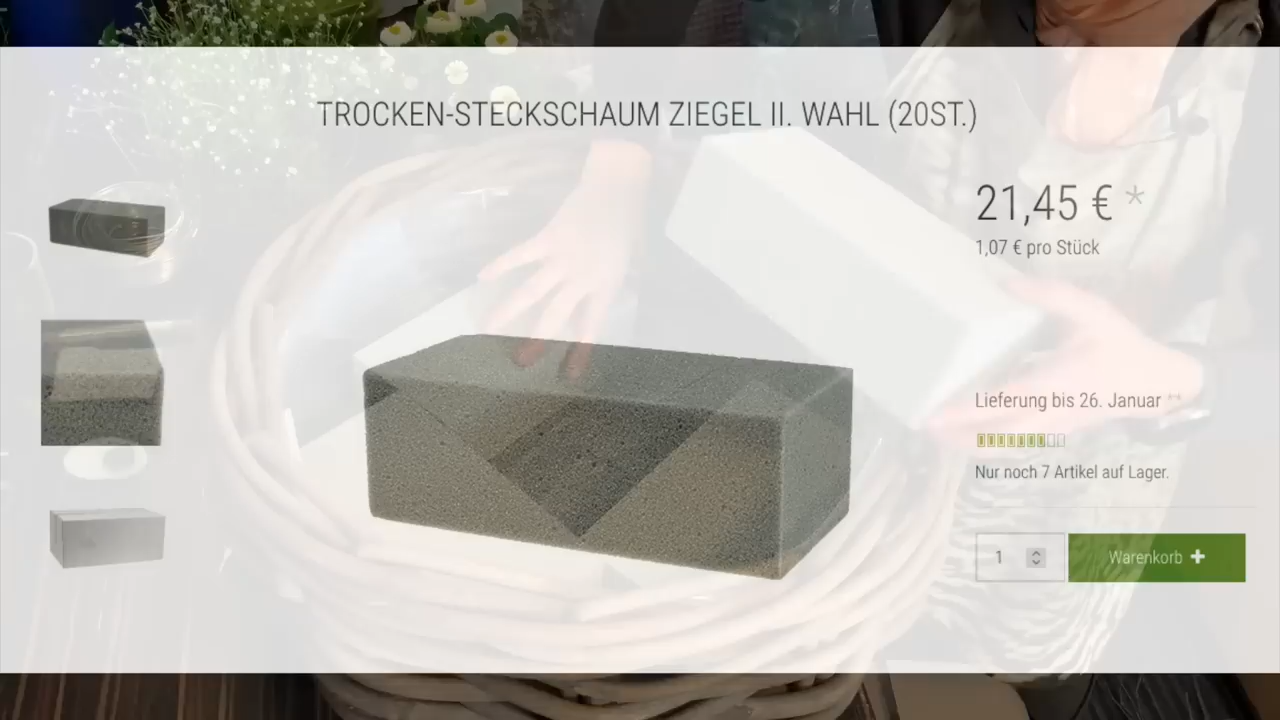 TROCKEN-STECKSCHAUM ZIEGEL II. WAHL (20ST.)
21,45 € *
1,07 € pro Stück
Lieferung bis 26. Januar **
Nur noch 7 Artikel auf Lager.
1
Warenkorb +